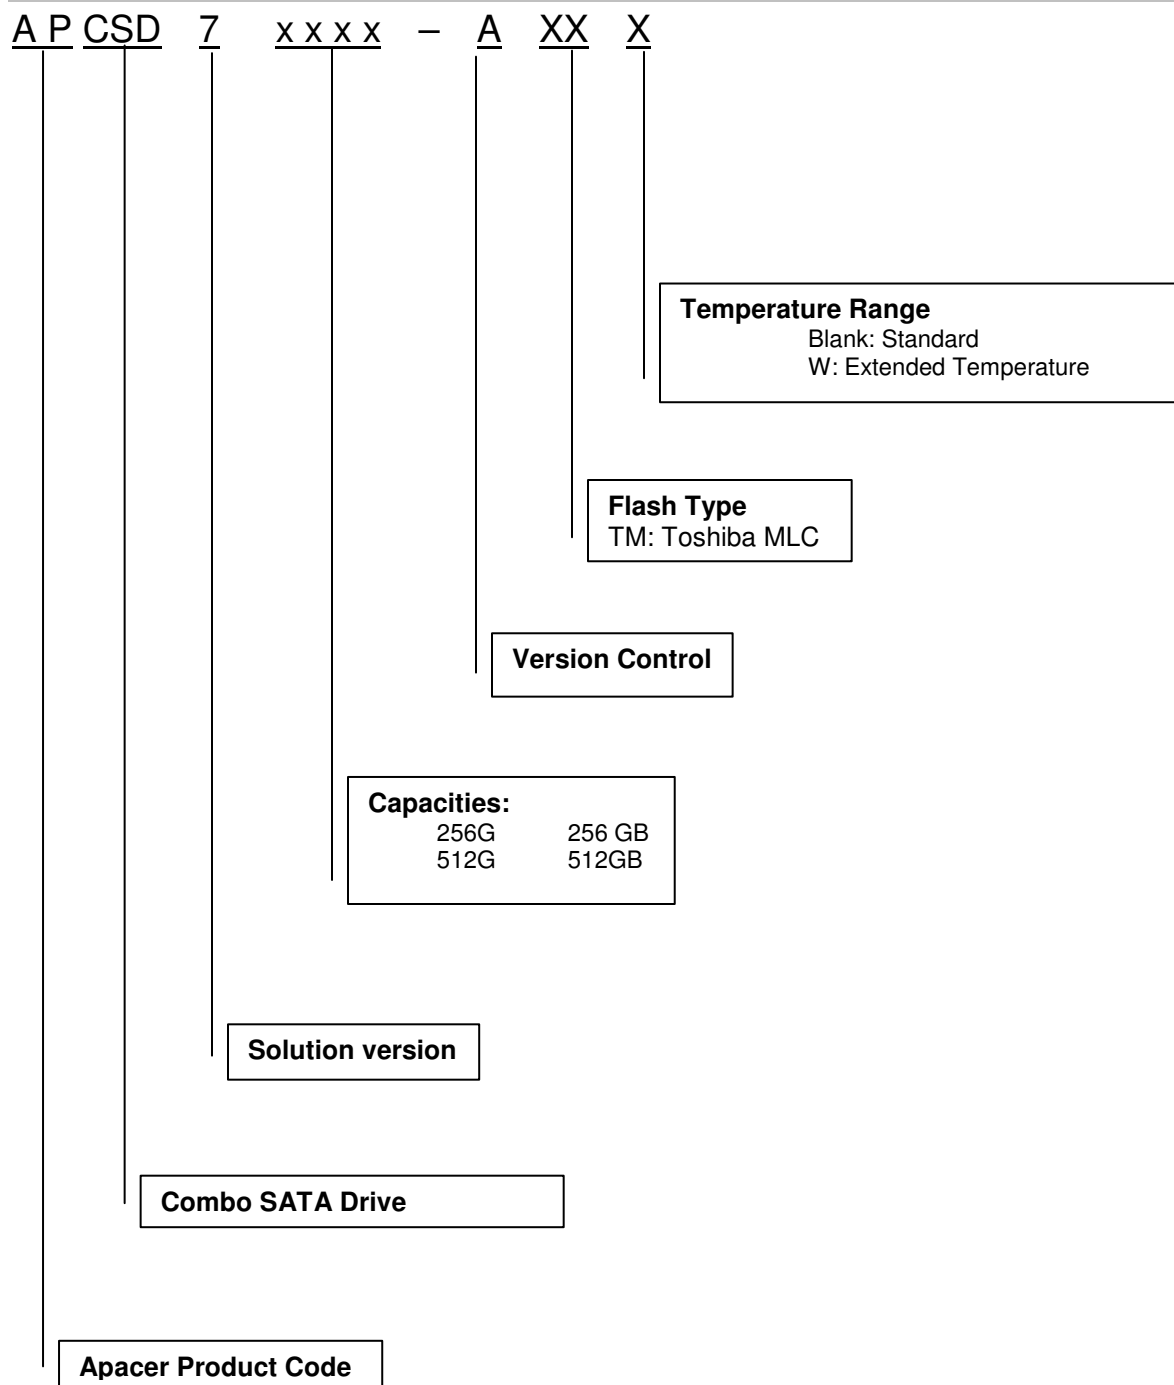 A P CSD 7 x x x x – A XX X
Temperature Range
Blank: Standard
W: Extended Temperature
Flash Type
TM: Toshiba MLC
Version Control
Capacities:
256G 256 GB
512G 512GB
Solution version
Combo SATA Drive
Apacer Product Code